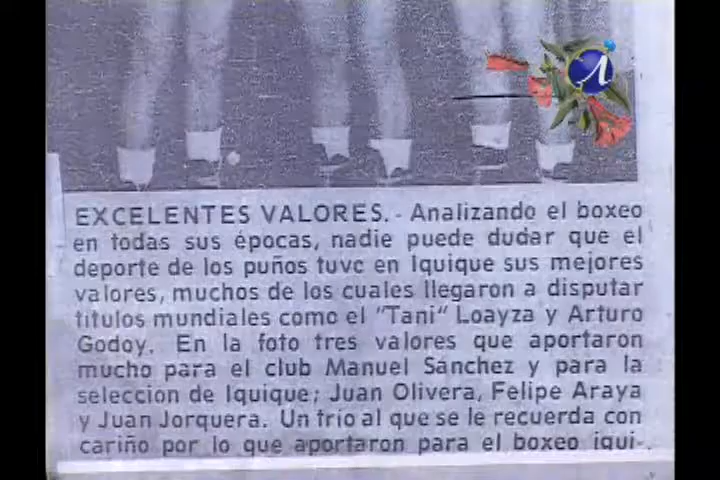 EXCELENTES VALORES.- Analizando el boxeo
en todas sus épocas, nadie puede dudar que el
deporte de los puños tuvc en Iquique sus mejores
valores, muchos de los cuales llegaron a disputar
titulos mundiales como el "Tani" Loayza y Arturo
Godoy. En la foto tres valores que aportaron
mucho para el club Manuel Sánchez y para la
seleccion de Iquique; Juan Olivera, Felipe Araya
y Juan Jorquera. Un trio al que se le recuerda con
cariño por lo que aportaron para el boxeo iqui-